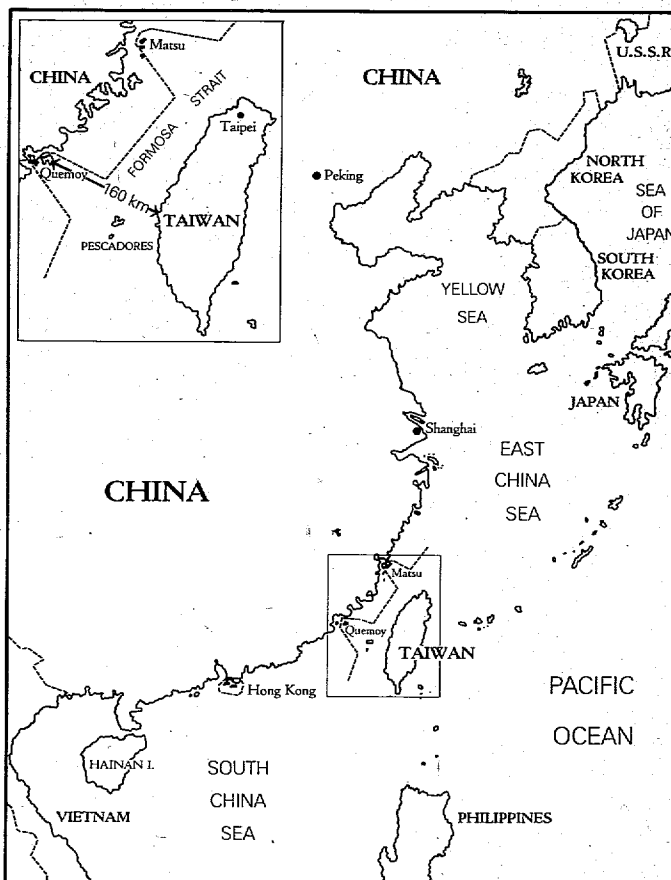 Matsu
CHINA
STRAIT
FORMOSA
Taipei
Quemoy
160 km
TAIWAN
PESCADORES
CHINA
U.S.S.R
Peking
NORTH
KOREA
SEA
OF
JAPAN
SOUTH
KOREA
YELLOW
SEA
JAPAN
Shanghai
EAST
CHINA
SEA
CHINA
Matsu
Quemoy
TAIWAN
Hong Kong
PACIFIC
OCEAN
HAINAN I.
SOUTH
CHINA
SEA
VIETNAM
PHILIPPINES